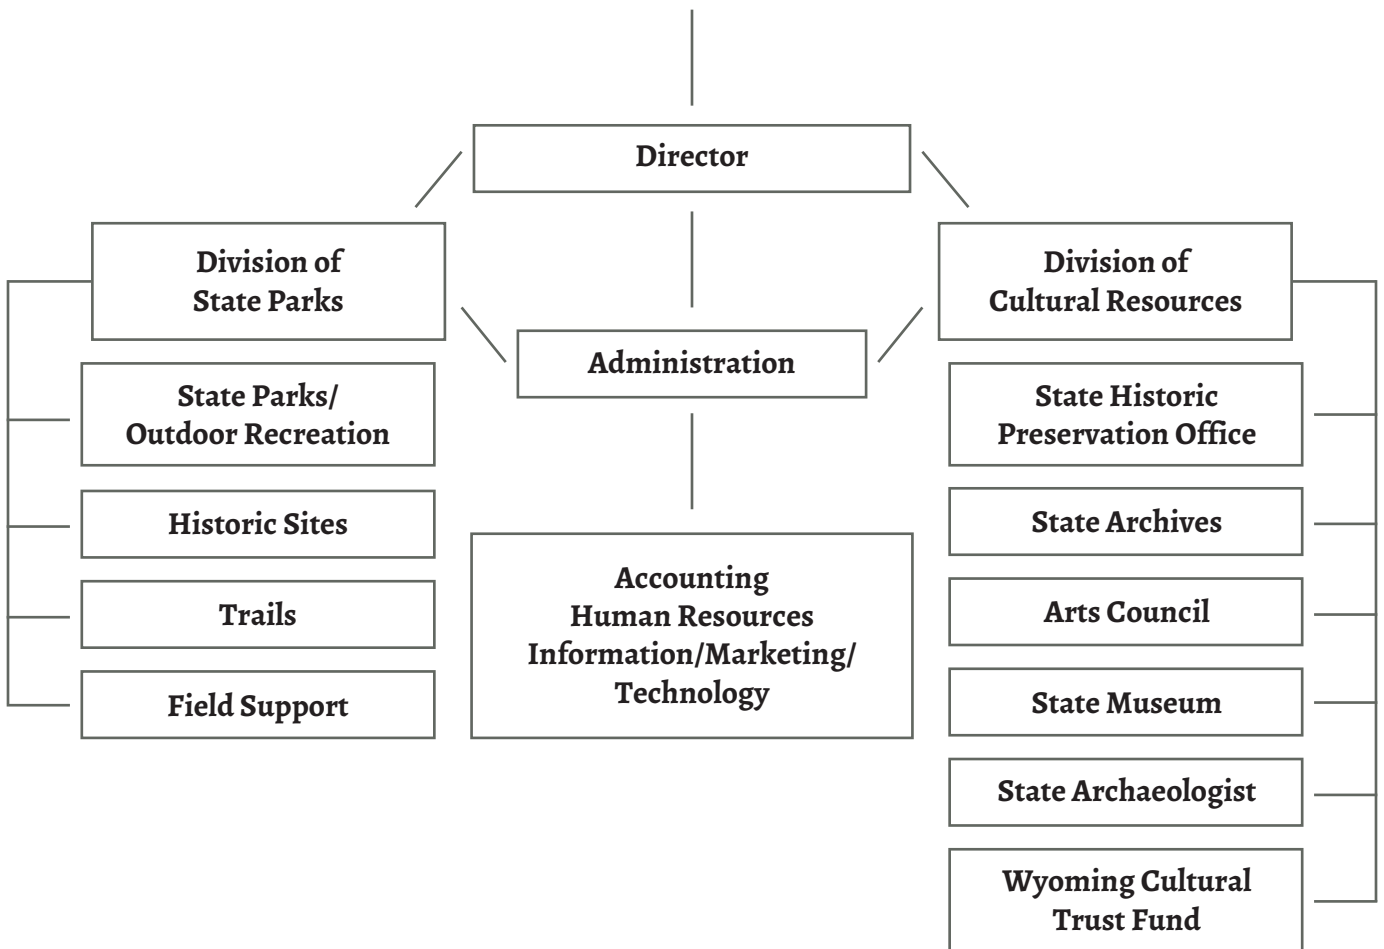 Director
Division of
State Parks
Division of
Cultural Resources
Administration
State Parks/
Outdoor Recreation
Historic Sites
Trails
Field Support
Accounting
Human Resources
Information/Marketing/
Technology
State Historic
Preservation Office
State Archives
Arts Council
State Museum
State Archaeologist
Wyoming Cultural
Trust Fund